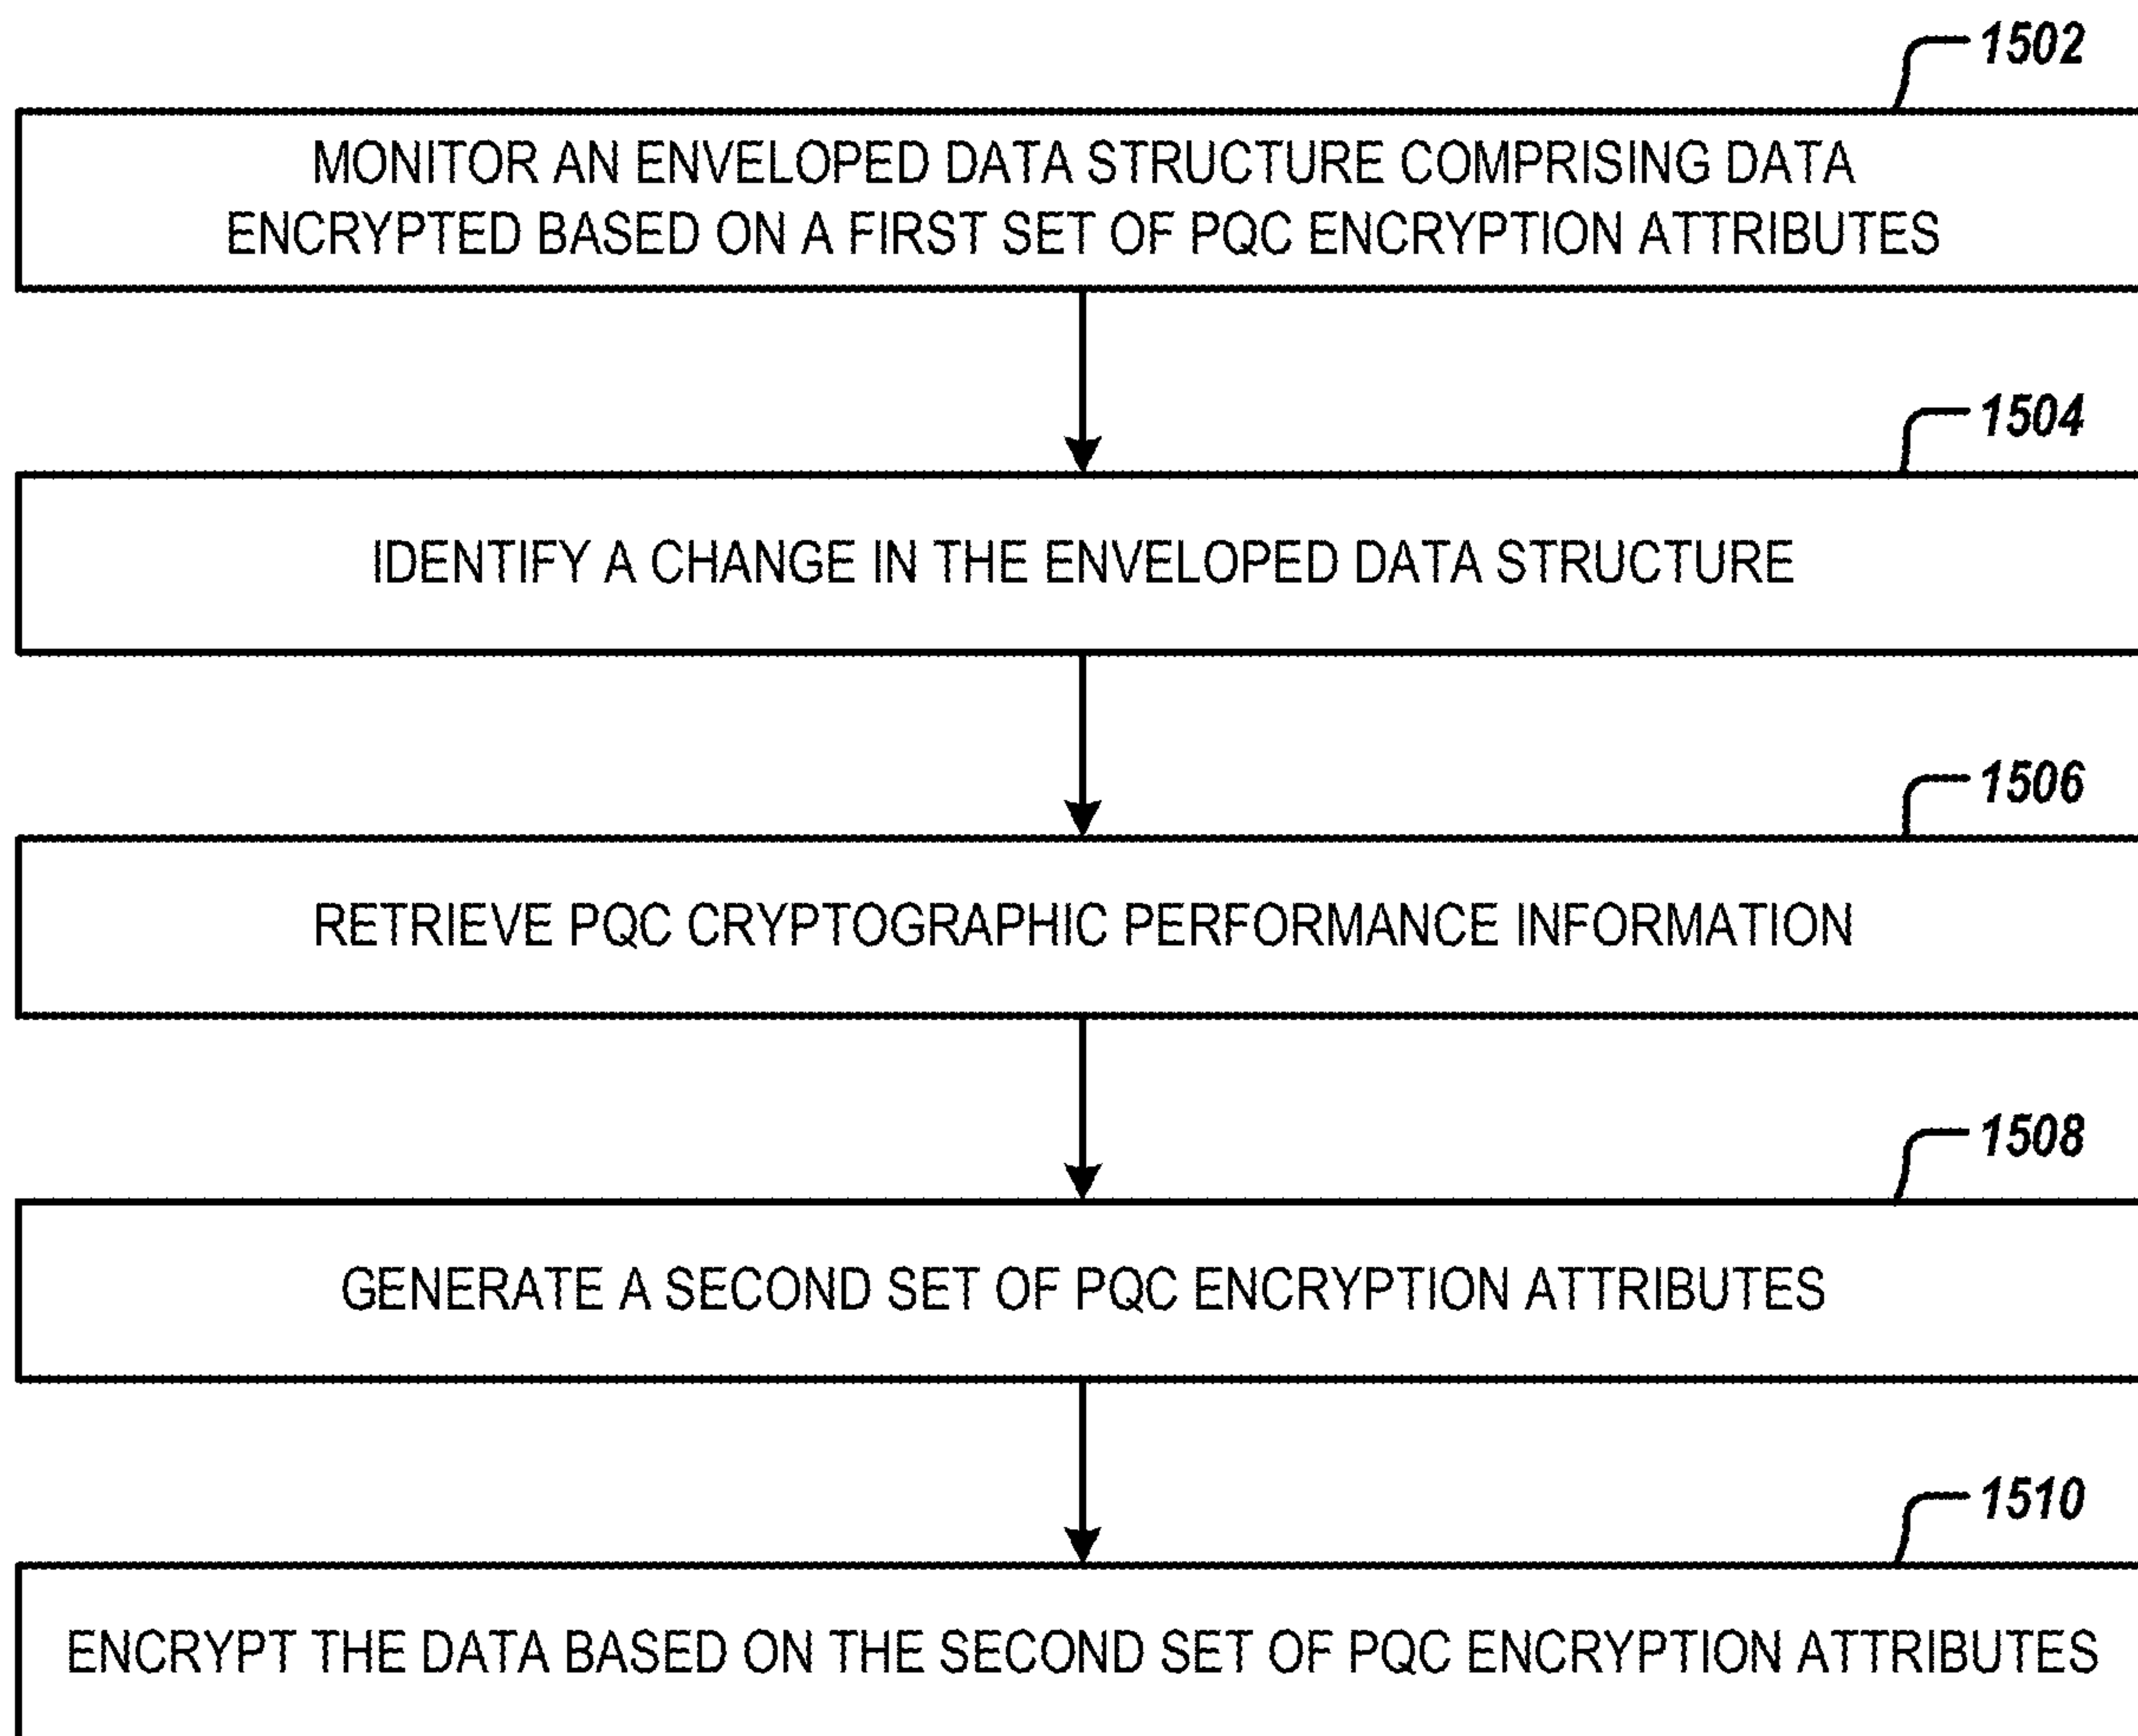 1502
MONITOR AN ENVELOPED DATA STRUCTURE COMPRISING DATA
ENCRYPTED BASED ON A FIRST SET OF PQC ENCRYPTION ATTRIBUTES
1504
IDENTIFY A CHANGE IN THE ENVELOPED DATA STRUCTURE
1506
RETRIEVE PQC CRYPTOGRAPHIC PERFORMANCE INFORMATION
1508
GENERATE A SECOND SET OF PQC ENCRYPTION ATTRIBUTES
1510
ENCRYPT THE DATA BASED ON THE SECOND SET OF PQC ENCRYPTION ATTRIBUTES